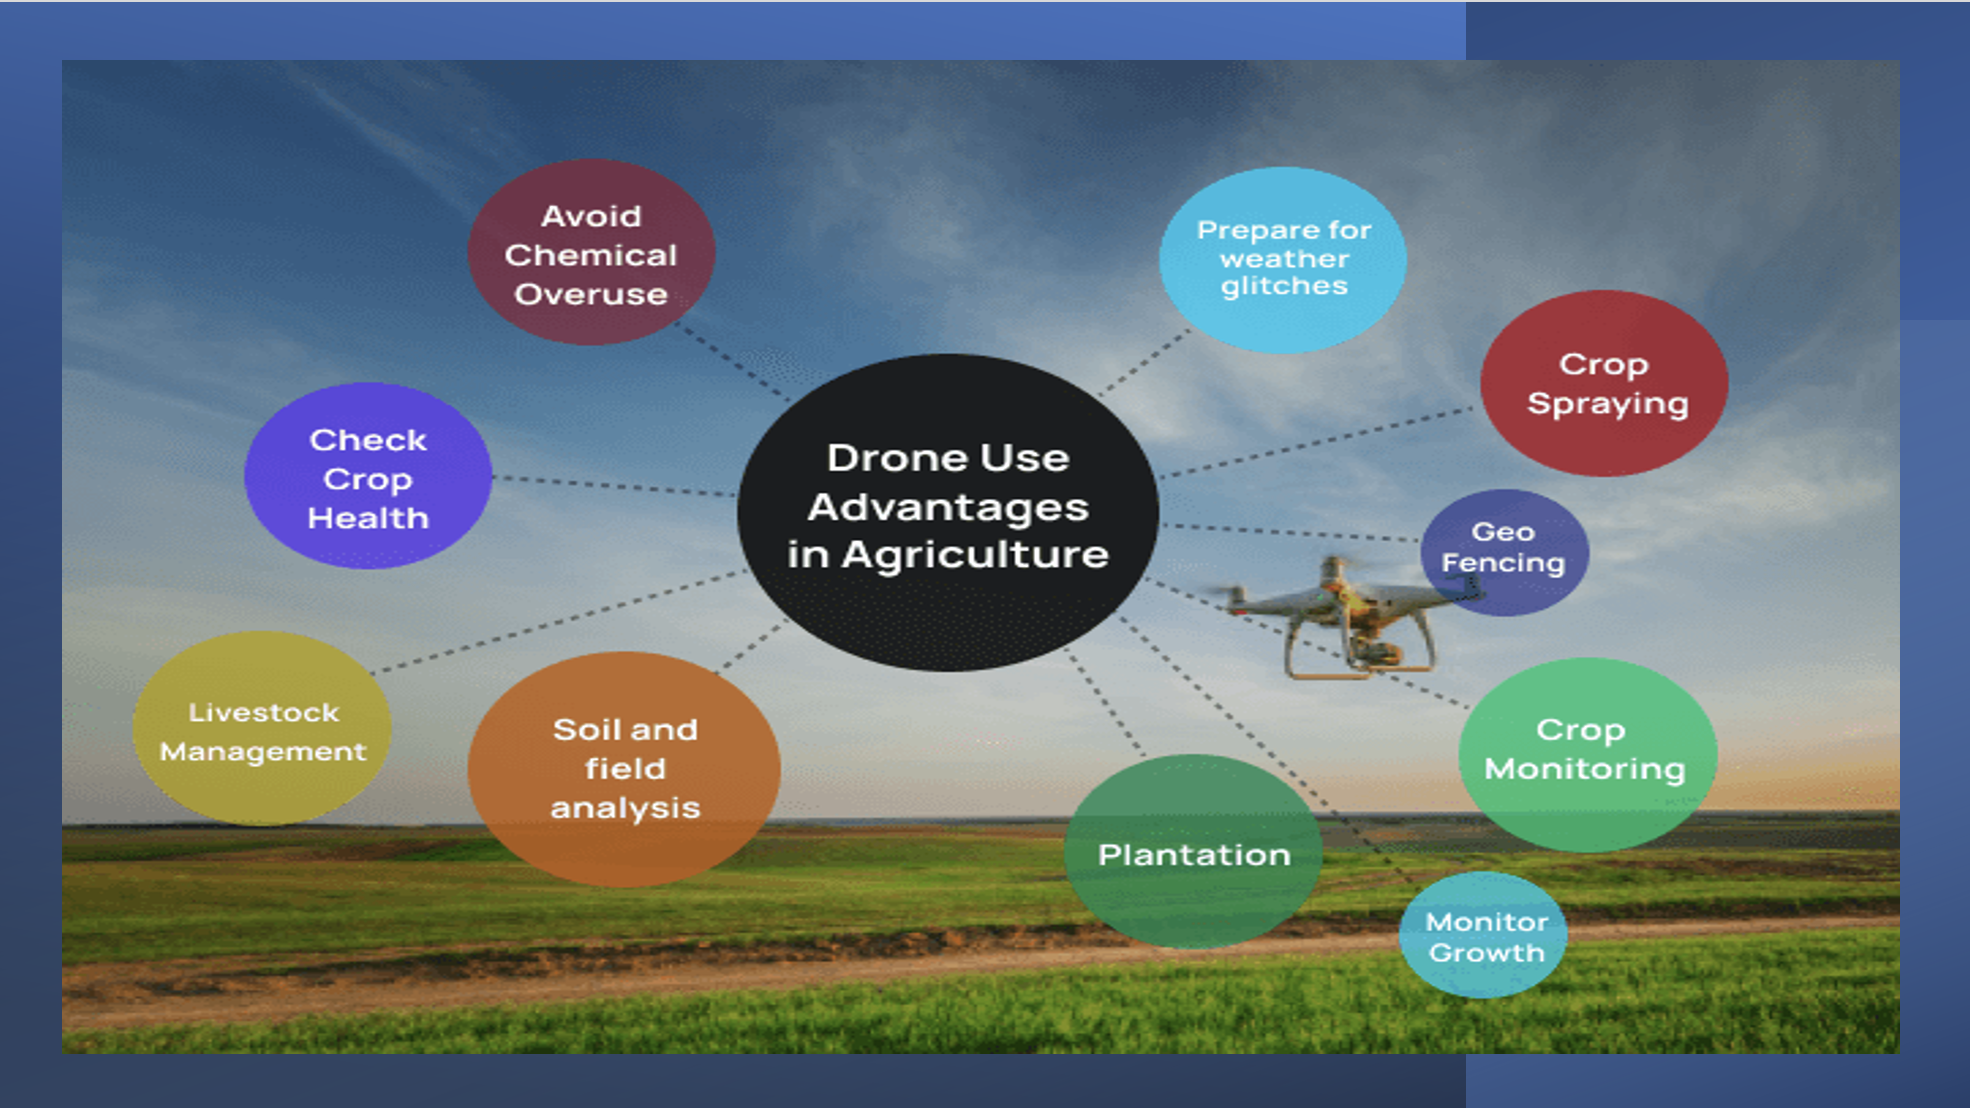 Avoid
Chemical
Overuse
Prepare for
weather
glitches
Crop
Spraying
Check
Crop
Health
Drone Use
Advantages
in Agriculture
Geo
Fencing
Livestock
Management
Soil and
field
analysis
Crop
Monitoring
Plantation
Monitor
Growth